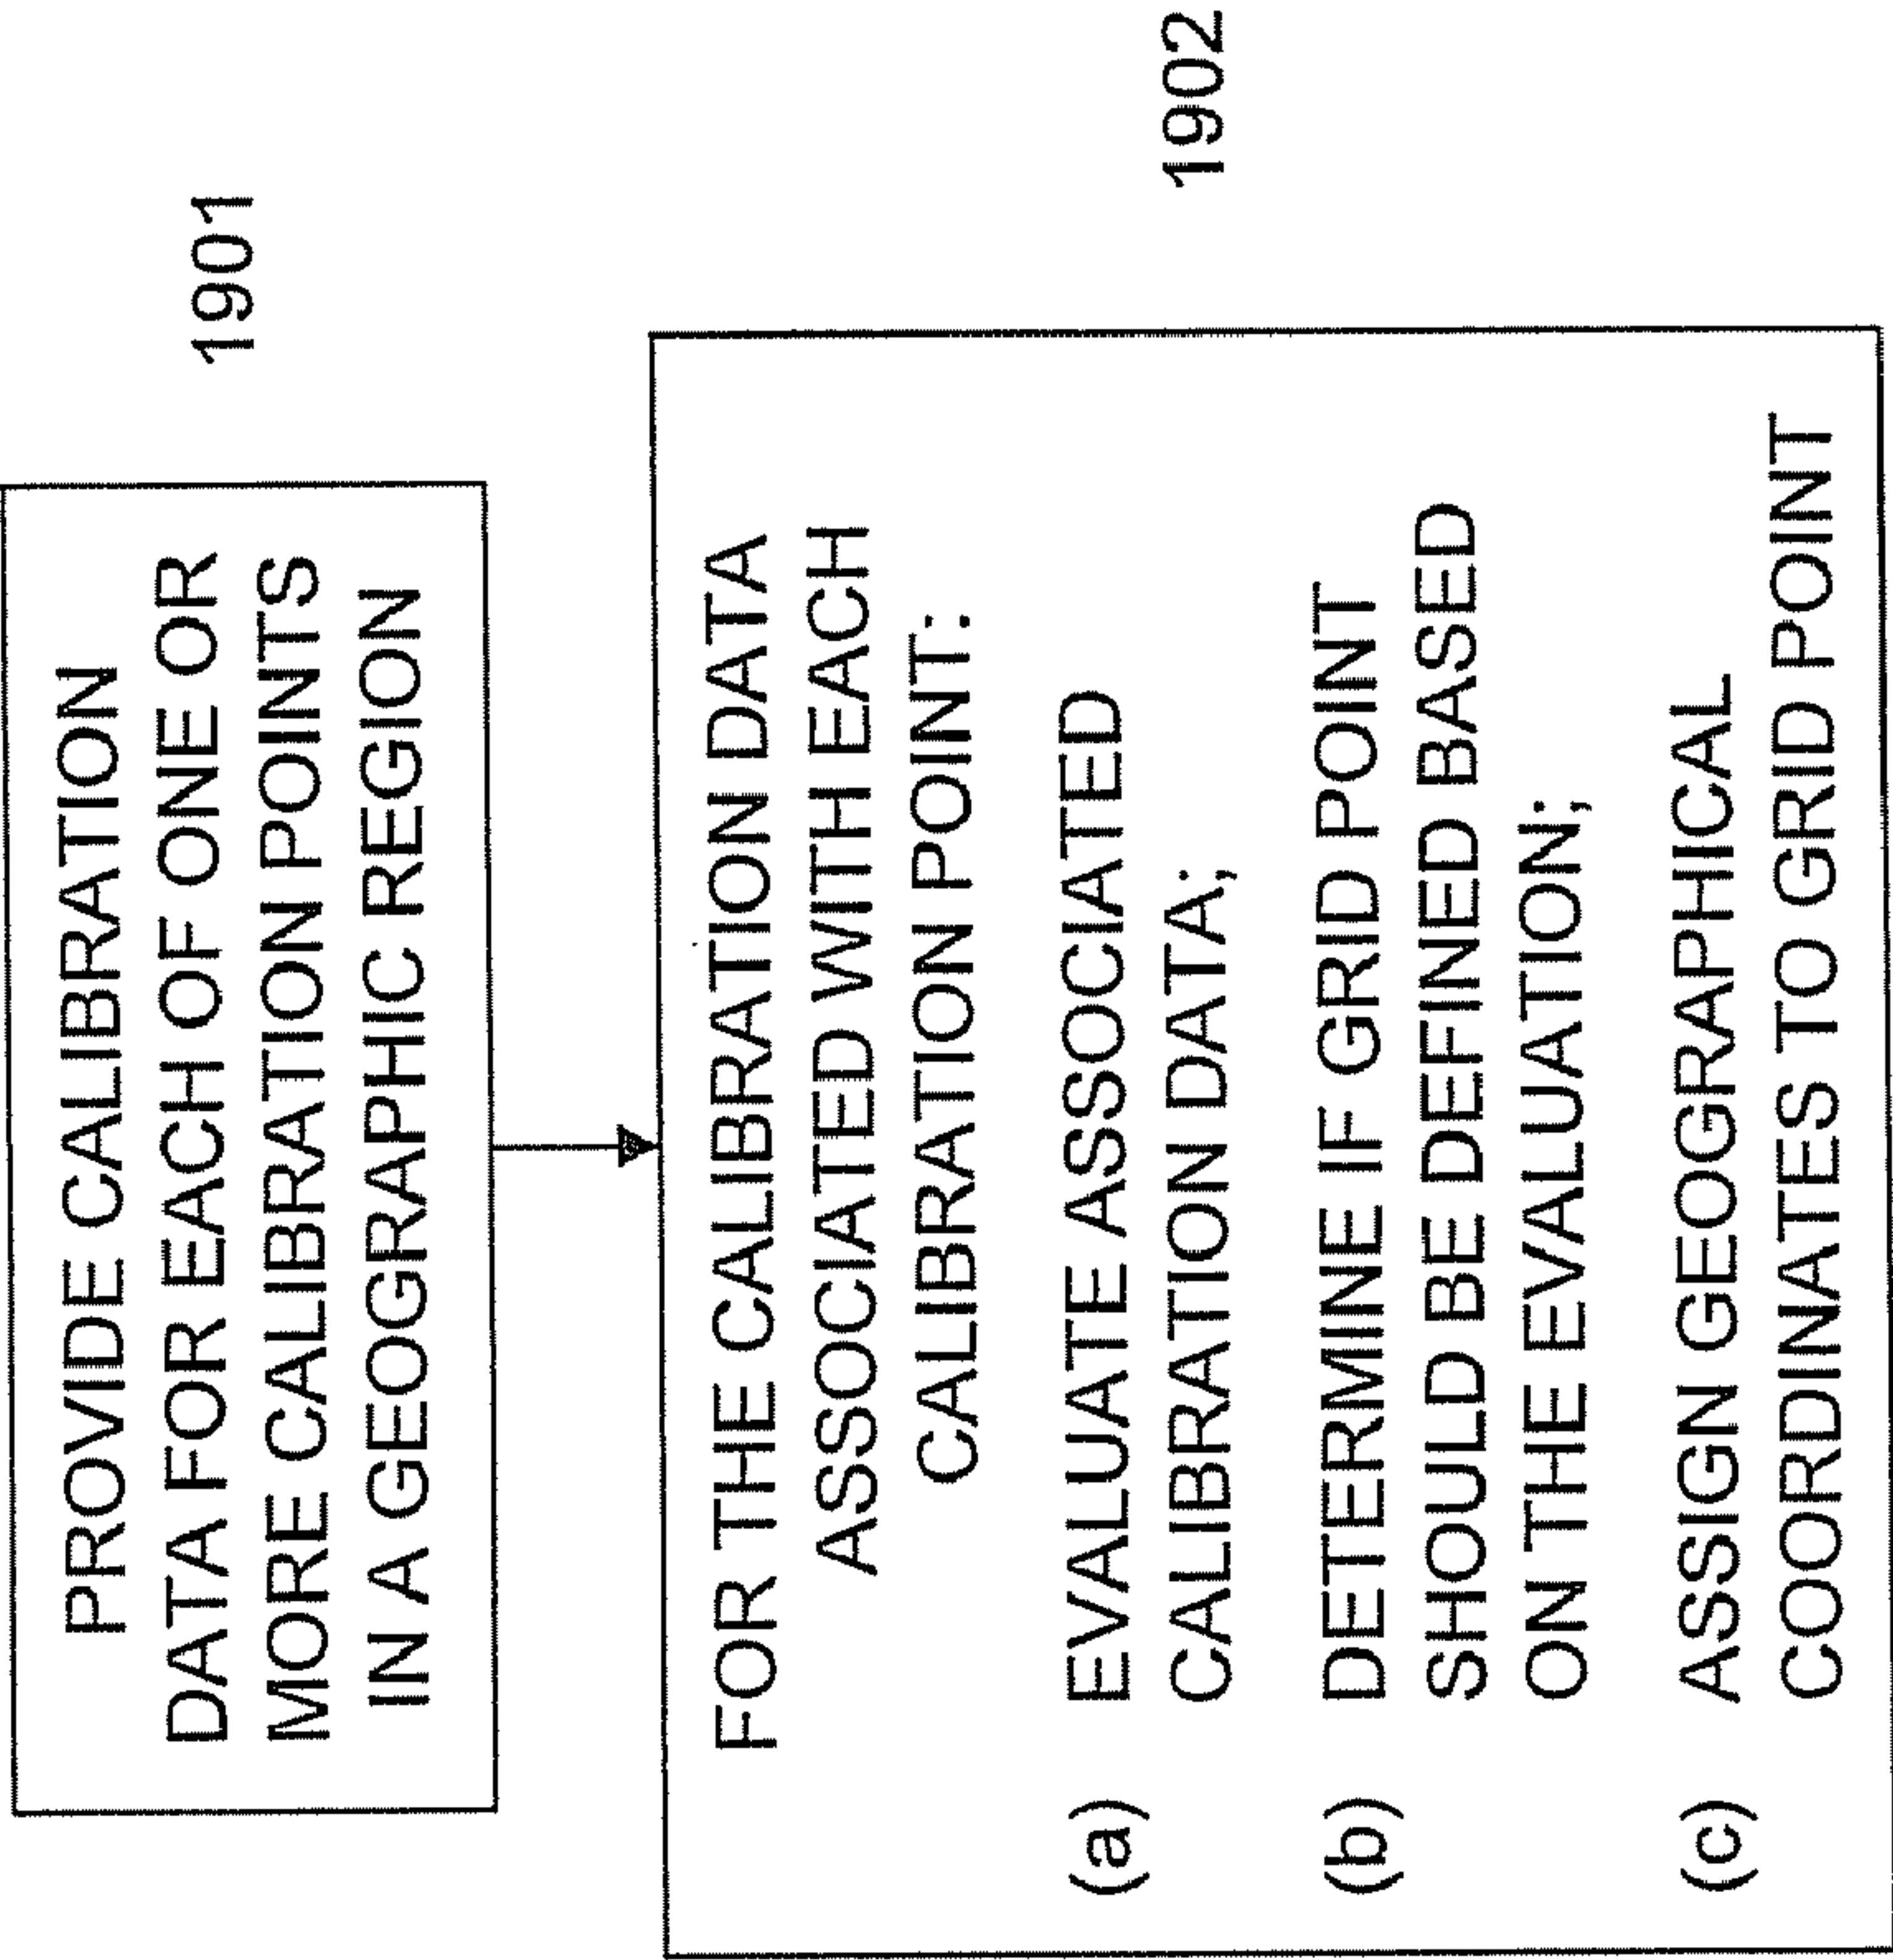 PROVIDE CALIBRATION
DATA FOR EACH OF ONE OR
MORE CALIBRATION POINTS
IN A GEOGRAPHIC REGION
1901
FOR THE CALIBRATION DATA
ASSOCIATED WITH EACH
CALIBRATION POINT:
(a) EVALUATE ASSOCIATED
CALIBRATION DATA;
(b) DETERMINE IF GRID POINT
SHOULD BE DEFINED BASED
ON THE EVALUATION;
(c) ASSIGN GEOGRAPHICAL
COORDINATES TO GRID POINT
1902